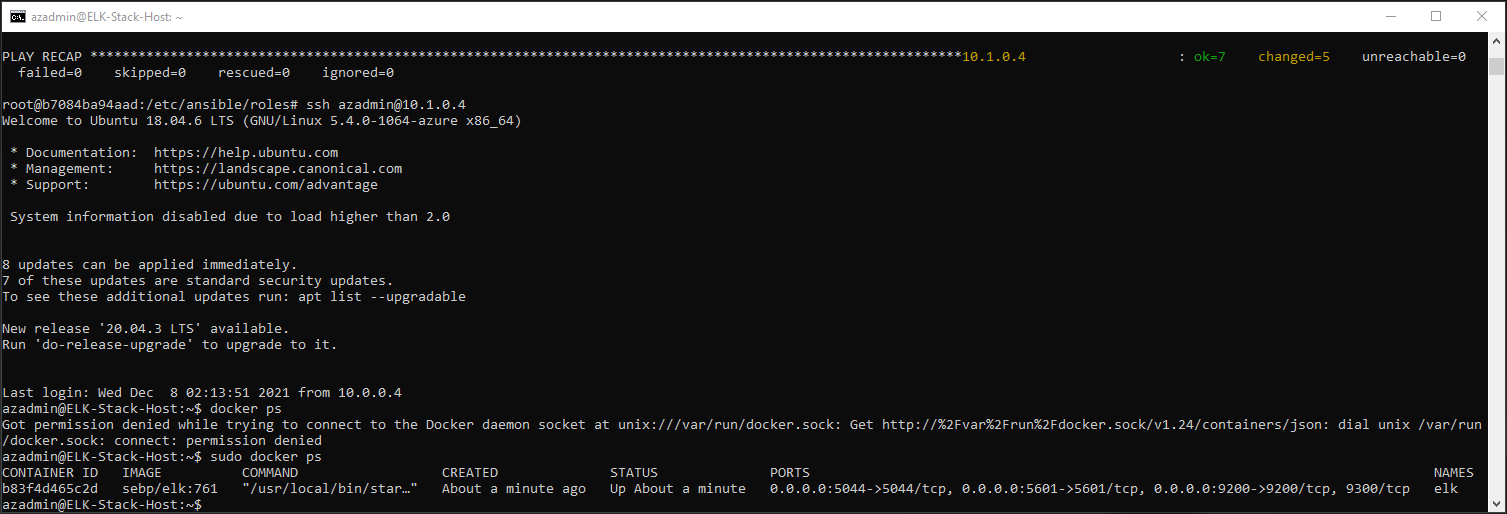 azadmin@ELK-Stack-Host: ~
PLAY RECAP *************************************************************************************************************10.1.0.4                   : ok=7    changed=5    unreachable=0
  failed=0    skipped=0    rescued=0    ignored=0
root@b7084ba94aad:/etc/ansible/roles# ssh azadmin@10.1.0.4
Welcome to Ubuntu 18.04.6 LTS (GNU/Linux 5.4.0-1064-azure x86_64)
 * Documentation:  https://help.ubuntu.com
 * Management:     https://landscape.canonical.com
 * Support:        https://ubuntu.com/advantage
 System information disabled due to load higher than 2.0
8 updates can be applied immediately.
7 of these updates are standard security updates.
To see these additional updates run: apt list --upgradable
New release '20.04.3 LTS' available.
Run 'do-release-upgrade' to upgrade to it.
Last login: Wed Dec  8 02:13:51 2021 from 10.0.0.4
azadmin@ELK-Stack-Host:~$ docker ps
Got permission denied while trying to connect to the Docker daemon socket at unix:///var/run/docker.sock: Get http://%2Fvar%2Frun%2Fdocker.sock/v1.24/containers/json: dial unix /var/run
/docker.sock: connect: permission denied
azadmin@ELK-Stack-Host:~$ sudo docker ps
CONTAINER ID   IMAGE          COMMAND                  CREATED              STATUS              PORTS                                                                              NAMES
b83f4d465c2d   sebp/elk:761   "/usr/local/bin/star…"   About a minute ago   Up About a minute   0.0.0.0:5044->5044/tcp, 0.0.0.0:5601->5601/tcp, 0.0.0.0:9200->9200/tcp, 9300/tcp   elk
azadmin@ELK-Stack-Host:~$